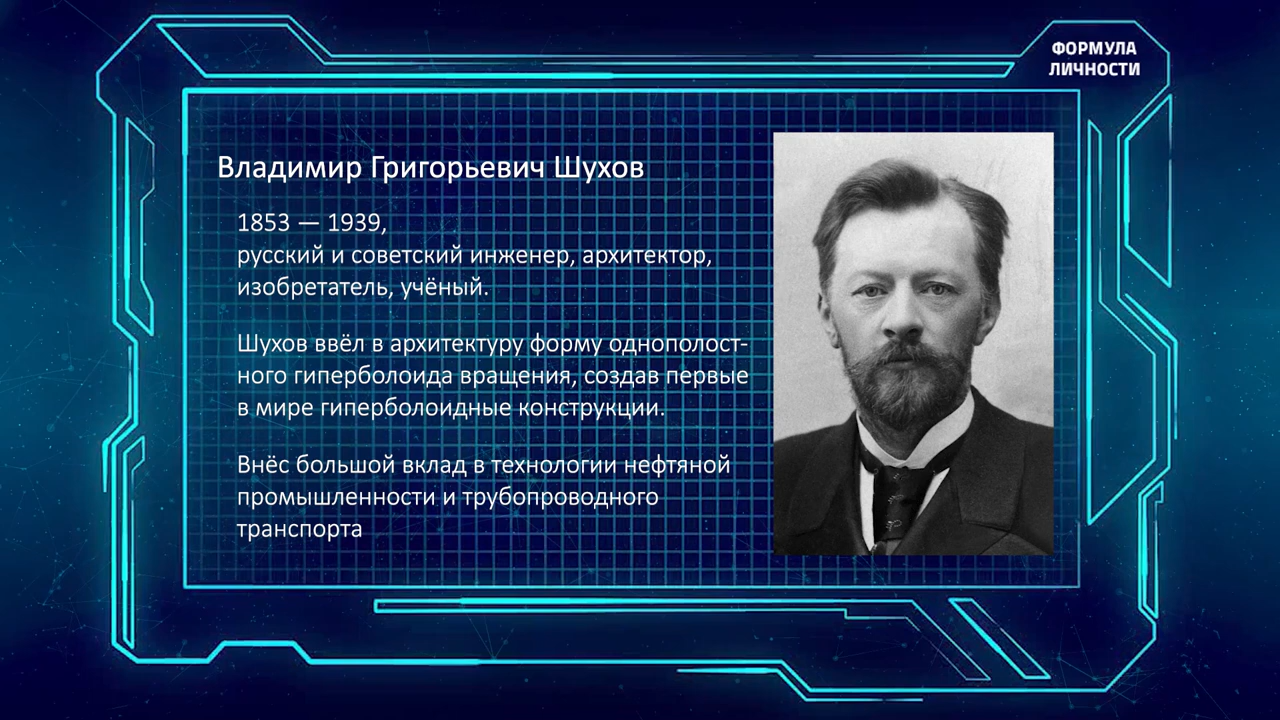 ФОРМУЛА
ЛИЧНОСТИ
Владимир Григорьевич Шухов
1853 — 1939,
русский и советский инженер, архитектор,
изобретатель, учёный.
Шухов ввёл в архитектуру форму однополост-
ного гиперболоида вращения, создав первые
в мире гиперболоидные конструкции.
Внёс большой вклад в технологии нефтяной
промышленности и трубопроводного
транспорта